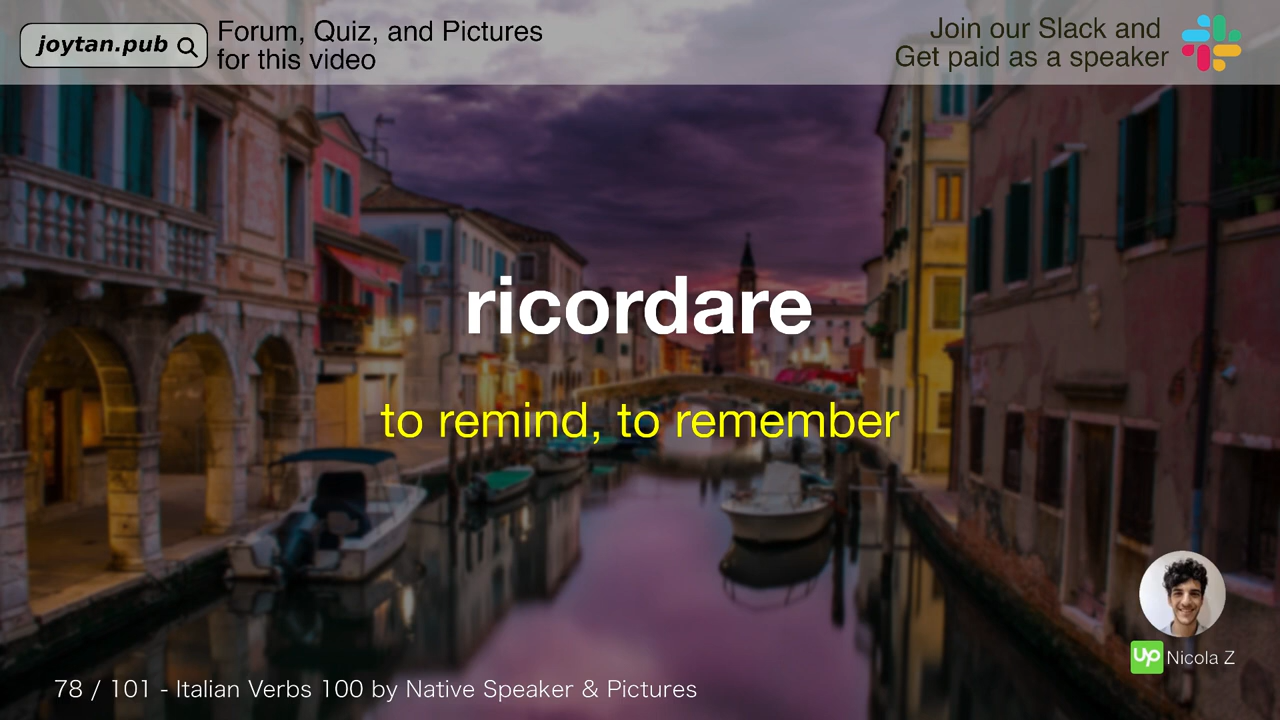 joytan.pub
Forum, Quiz, and Pictures
for this video
Join our Slack and
Get paid as a speaker
ricordare
to remind, to remember
Up Nicola Z
78 / 101 - Italian Verbs 100 by Native Speaker & Pictures